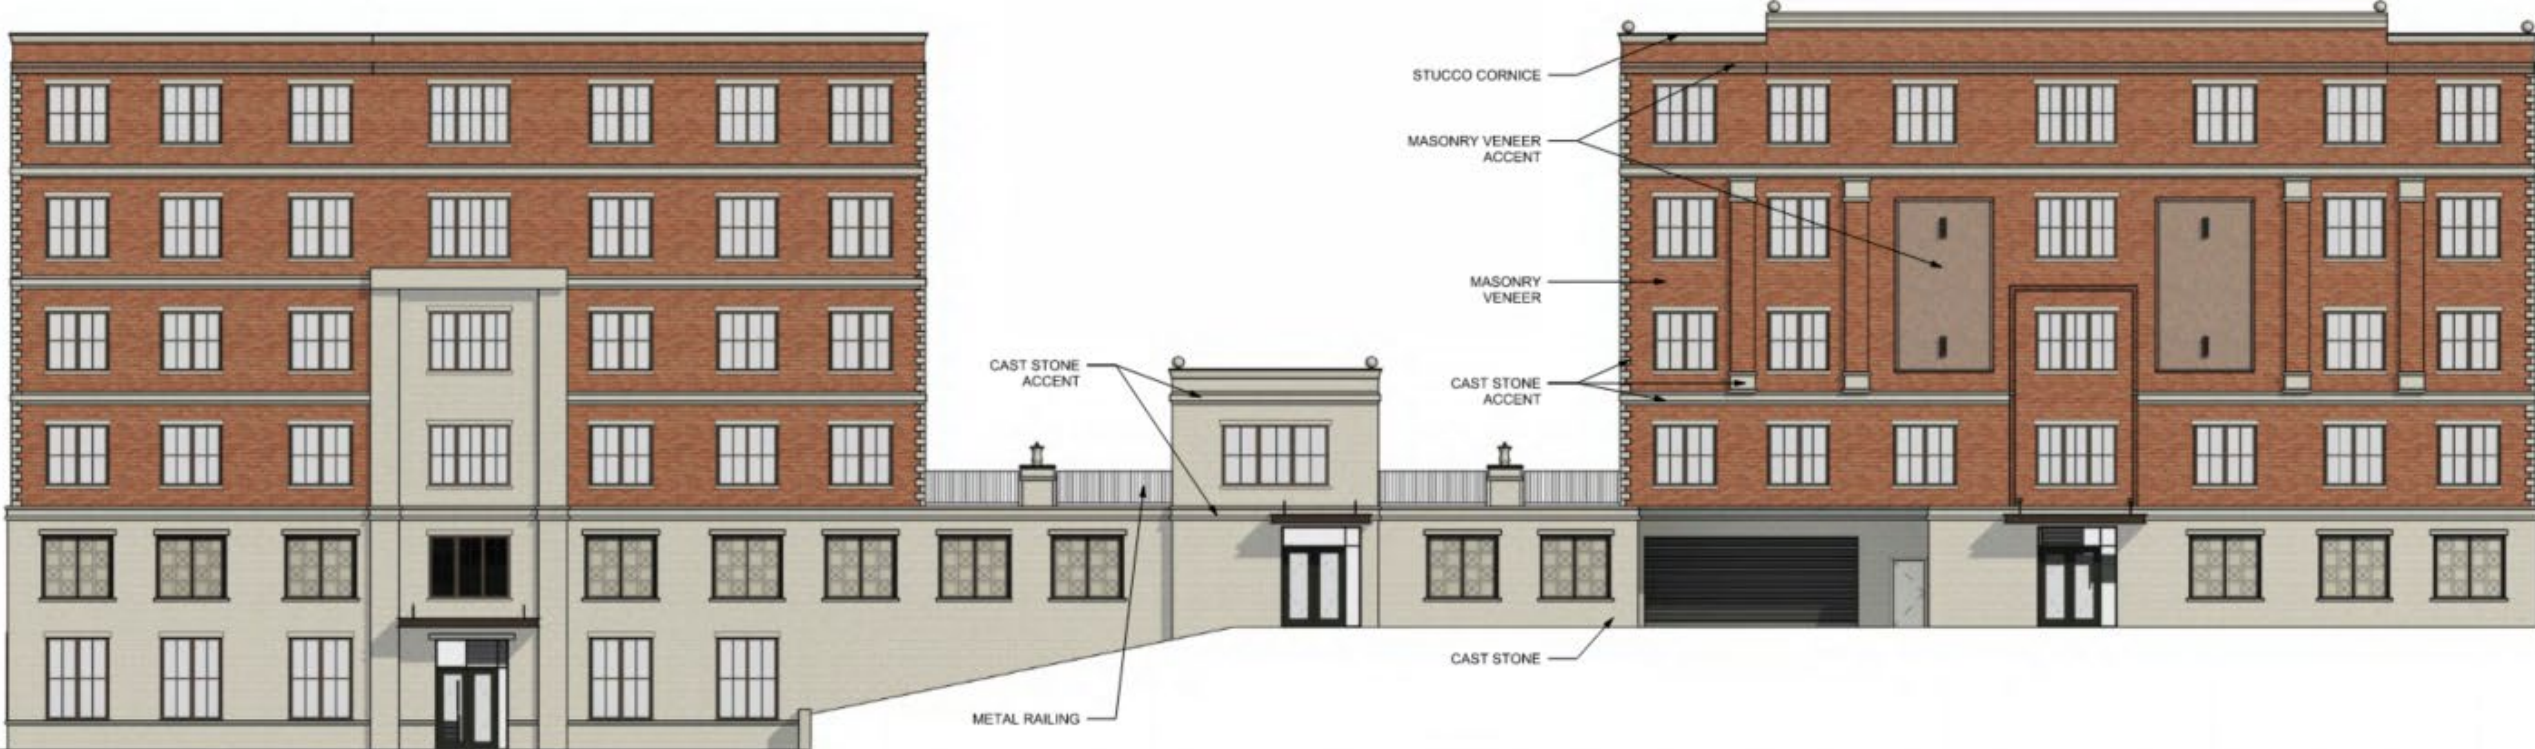 STUCCO CORNICE
MASONRY VENEER
ACCENT
MASONRY
VENEER
CAST STONE
ACCENT
CAST STONE
ACCENT
CAST STONE
METAL RAILING